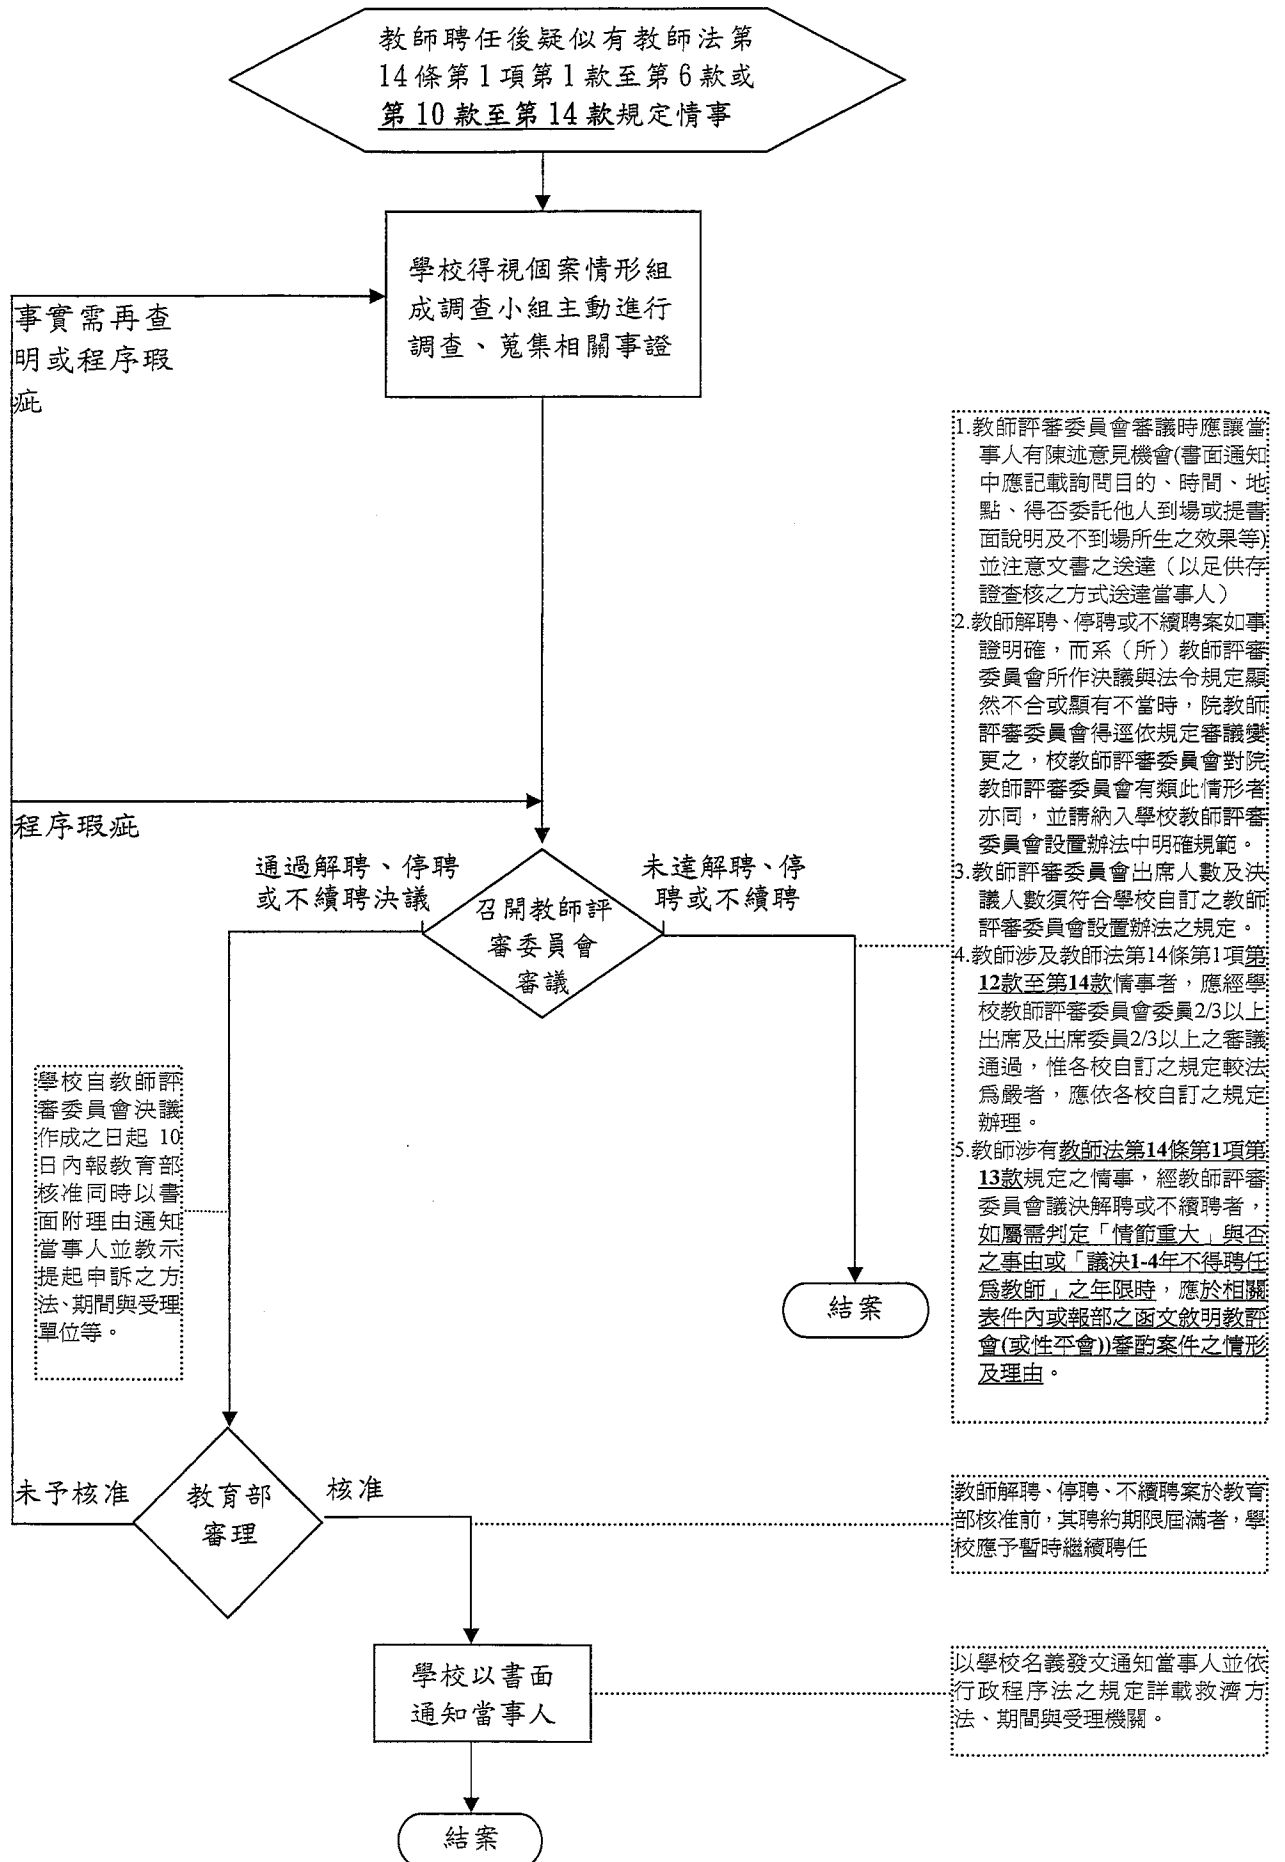 教師聘任後疑似有教師法第
14條第1項第1款至第6款或
第10款至第14款規定情事
學校得視個案情形組
成調查小組主動進行
調查、蒐集相關事證
事實需再查
明或程序瑕
疵
1.教師評審委員會審議時應讓當
事人有陳述意見機會(書面通知
中應記載詢問目的、時間、地
點、得否委託他人到場或提書
面說明及不到場所生之效果等)
並注意文書之送達（以足供存
證查核之方式送達當事人）
2.教師解聘、停聘或不續聘案如事
證明確，而系（所）教師評審
委員會所作決議與法令規定顯
然不合或顯有不當時，院教師
評審委員會得逕依規定審議變
更之，校教師評審委員會對院
教師評審委員會有類此情形者
亦同，並請納入學校教師評審
委員會設置辦法中明確規範。
3.教師評審委員會出席人數及決
議人數須符合學校自訂之教師
評審委員會設置辦法之規定。
4.教師涉及教師法第14條第1項第
12款至第14款情事者，應經學
校教師評審委員會委員2/3以上
出席及出席委員2/3以上之審議
通過，惟各校自訂之規定較法
為嚴者，應依各校自訂之規定
辦理。
5.教師涉有教師法第14條第1項第
13款規定之情事，經教師評審
委員會議決解聘或不續聘者，
如屬需判定「情節重大」與否
之事由或「議決1-4年不得聘任
為教師」之年限時，應於相關
表件內或報部之函文敘明教評
會(或性平會))審酌案件之情形
及理由。
程序瑕疵
通過解聘、停聘
或不續聘決議
未達解聘、停
聘或不續聘
召開教師評
審委員會
審議
學校自教師評
審委員會決議
作成之日起 10
日內報教育部
核准同時以書
面附理由通知
當事人並教示
提起申訴之方
法、期間與受理
單位等。
結案
未予核准
教育部
審理
核准
教師解聘、停聘、不續聘案於教育
部核准前，其聘約期限屆滿者，學
校應予暫時繼續聘任
學校以書面
通知當事人
以學校名義發文通知當事人並依
行政程序法之規定詳載救濟方
法、期間與受理機關。
結案